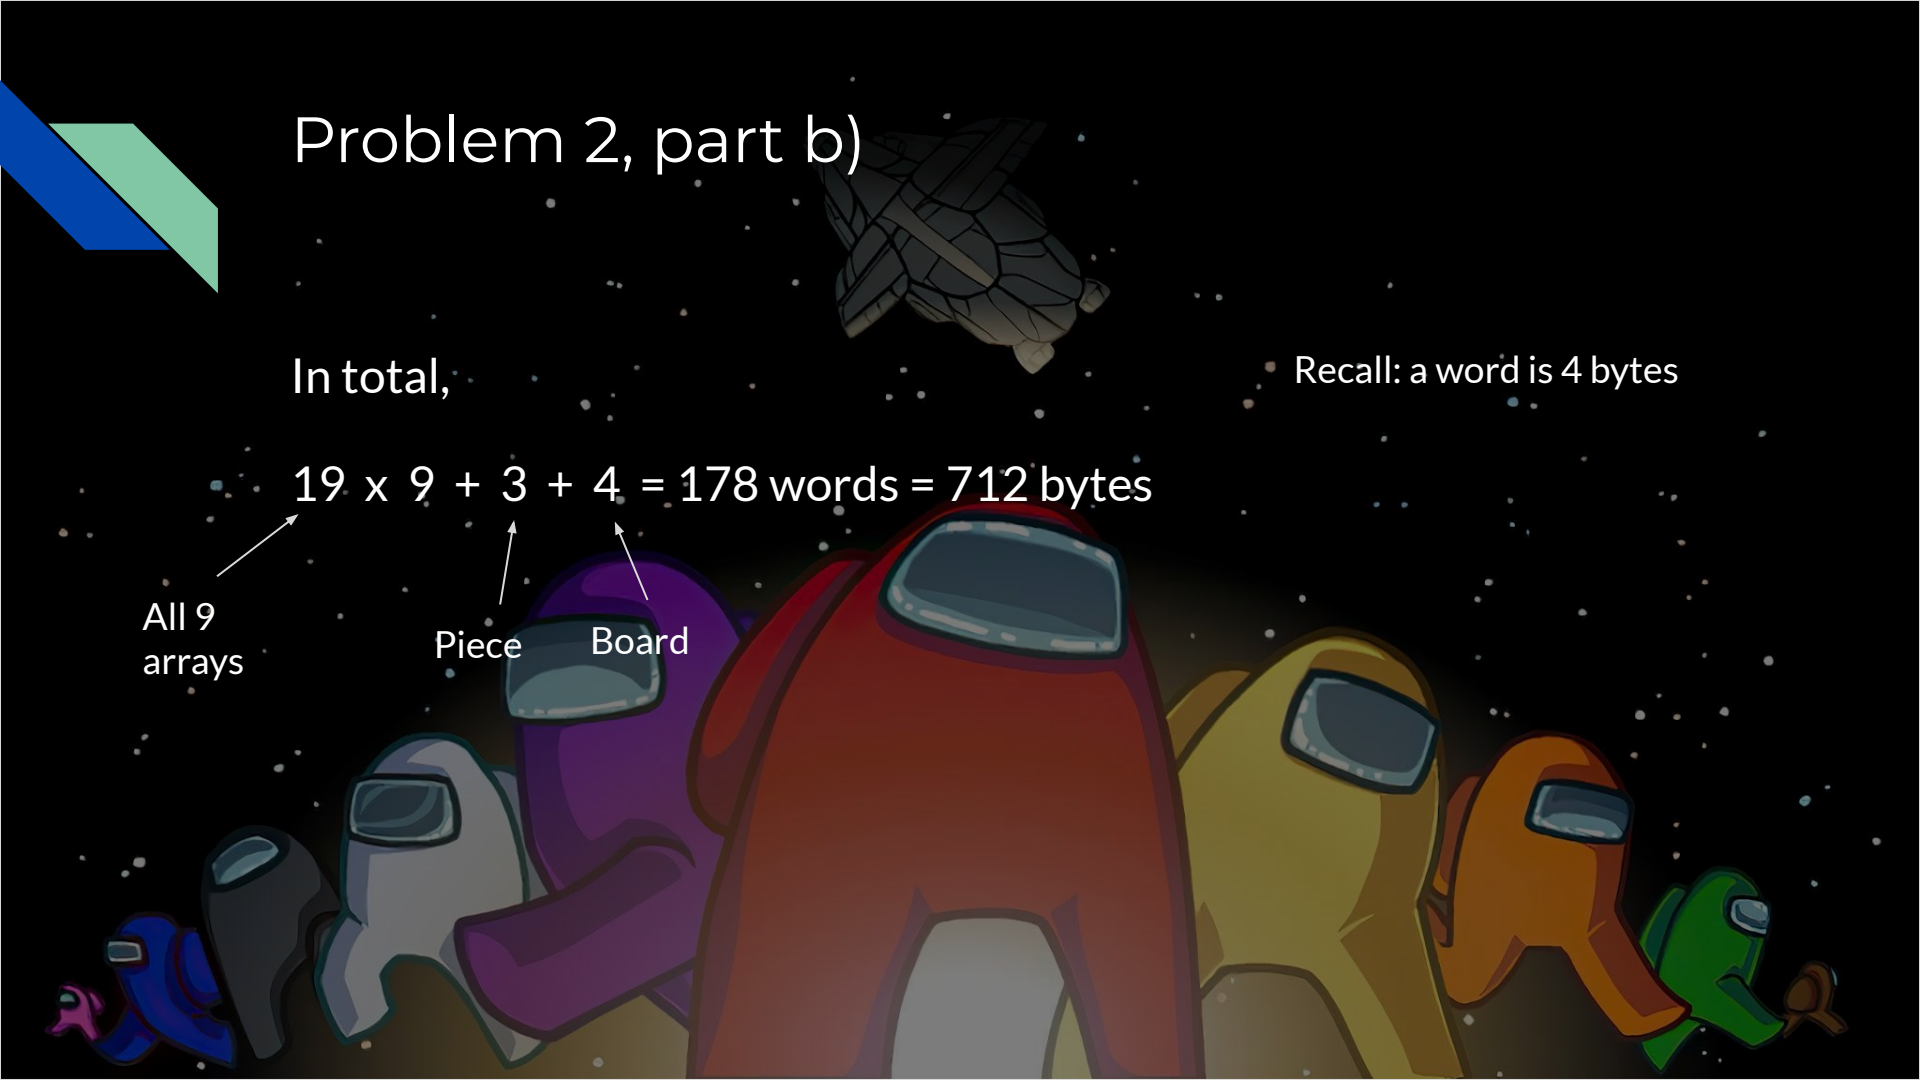 Problem 2, part b)
In total,
Recall: a word is 4 bytes
19 x 9 + 3 + 4 = 178 words = 712 bytes
All 9
arrays
Piece
Board